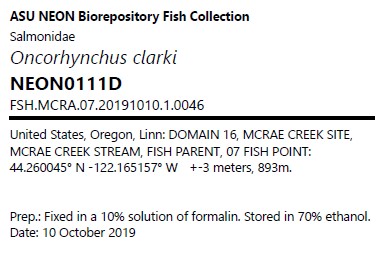 ASU NEON Biorepository Fish Collection
Salmonidae
Oncorhynchus clarki
NEON0111D
FSH.MCRA.07.20191010.1.0046
United States, Oregon, Linn: DOMAIN 16, MCRAE CREEK SITE,
MCRAE CREEK STREAM, FISH PARENT, 07 FISH POINT:
44.260045° N -122.165157° W +-3 meters, 893m.
Prep.: Fixed in a 10% solution of formalin. Stored in 70% ethanol.
Date: 10 October 2019